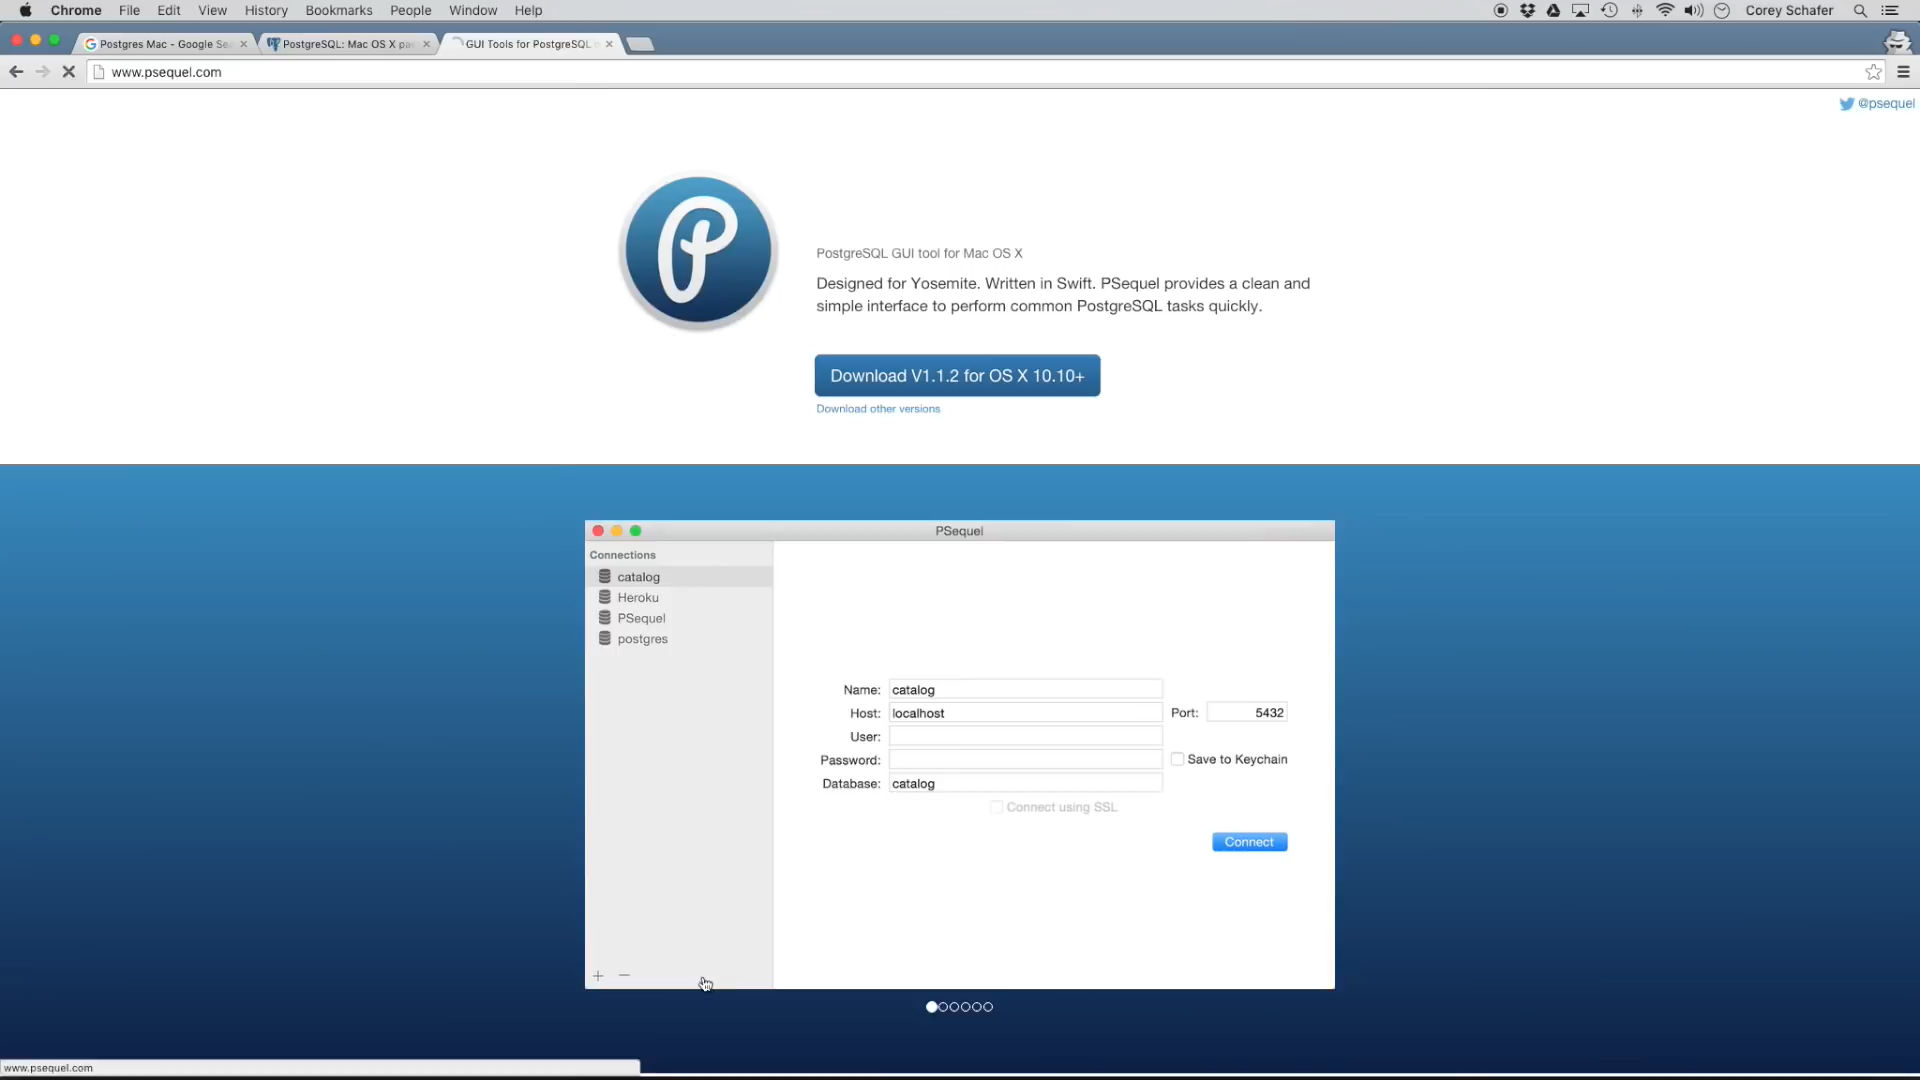 Chrome File Edit View History Bookmarks People Window Help Corey Schafer
Postgres Mac - Google Se PostgreSQL: Mac OS X pa GUI Tools for PostgreSQL o
www.psequel.com
@psequel
P
PostgreSQL GUI tool for Mac OS X
Designed for Yosemite. Written in Swift. PSequel provides a clean and
simple interface to perform common PostgreSQL tasks quickly.
Download V1.1.2 for OS X 10.10+
Download other versions
PSequel
Connections
catalog
Heroku
PSequel
postgres
Name: catalog
Host: localhost Port: 5432
User:
Password: Save to Keychain
Database: catalog
Connect using SSL
Connect
www.psequel.com